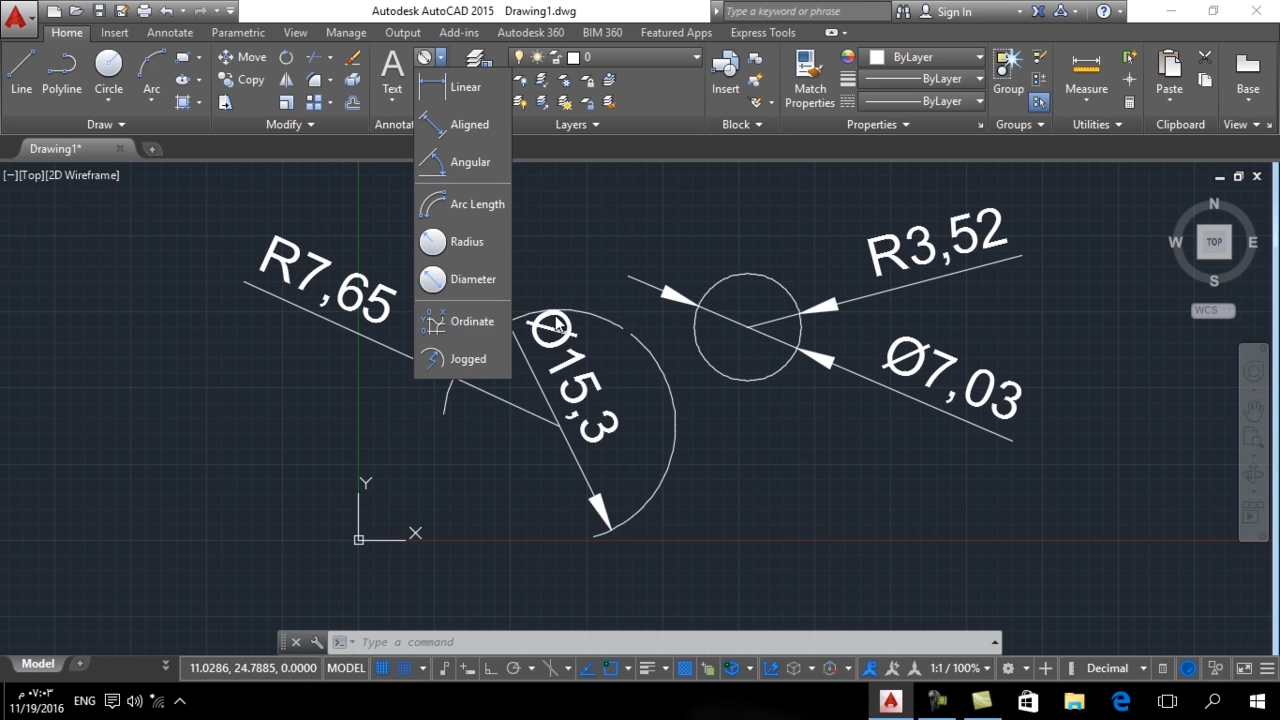 Autodesk AutoCAD 2015 Drawing1.dwg
Type a keyword or phrase
Sign In
Home Insert Annotate Parametric View Manage Output Add-ins Autodesk 360 BIM 360 Featured Apps Express Tools
Line Polyline Circle Arc
Move
Copy
Text
0
Insert
Match Properties
ByLayer
ByLayer
ByLayer
Group
Measure
Paste
Base
Draw Modify Annotat Layers Block Properties Groups Utilities Clipboard View
Linear
Aligned
Angular
Arc Length
Radius
Diameter
Ordinate
Jogged
Drawing1*
[−][Top][2D Wireframe]
N
W TOP E
S
WCS
R7,65
Ø15,3
R3,52
Ø7,03
Y
X
Type a command
Model
11.0286, 24.7885, 0.0000 MODEL
1:1 / 100%
Decimal
ENG
٠٧:٠٣ م
11/19/2016